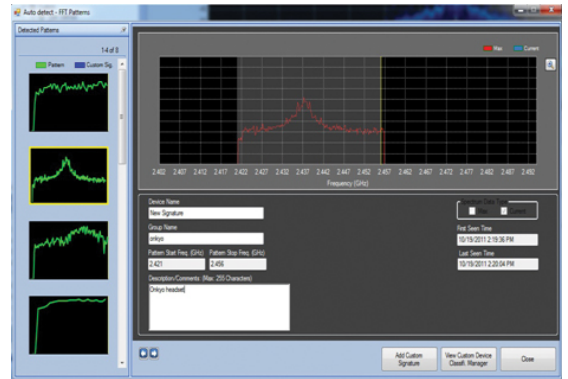 Auto detect - FFT Patterns
Detected Patterns
1-4 of 8
Pattern
Custom Sig.
Max
Current
2.402 2.407 2.412 2.417 2.422 2.427 2.432 2.437 2.442 2.447 2.452 2.457 2.462 2.467 2.472 2.477 2.482 2.487 2.492
Frequency (GHz)
Device Name
New Signature
Group Name
onkyo
Pattern Start Freq. (GHz) Pattern Stop Freq. (GHz)
2.421 2.456
Description/Comments (Max: 255 Characters)
Onkyo headset
Spectrum Data Type
Max Current
First Seen Time
10/19/2011 2:19:36 PM
Last Seen Time
10/19/2011 2:20:04 PM
Add Custom
Signature
View Custom Device
Classifi. Manager
Close